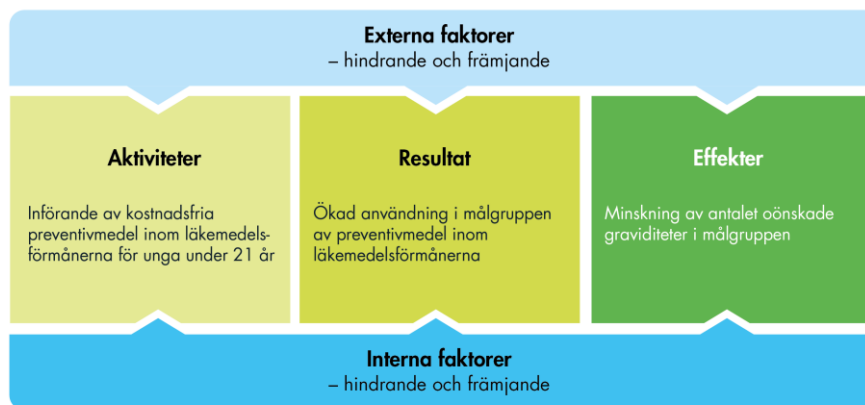 Externa faktorer
– hindrande och främjande
Aktiviteter
Införande av kostnadsfria
preventivmedel inom läkemedels-
förmånerna för unga under 21 år
Resultat
Ökad användning i målgruppen
av preventivmedel inom
läkemedelsförmånerna
Effekter
Minskning av antalet oönskade
graviditeter i målgruppen
Interna faktorer
– hindrande och främjande